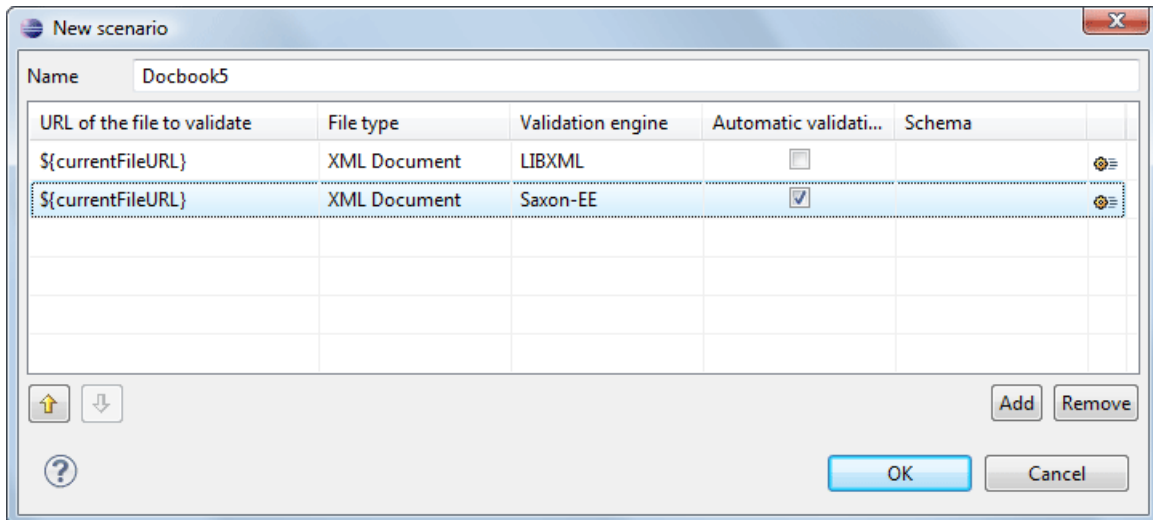 New scenario
Name Docbook5
URL of the file to validate File type Validation engine Automatic validati... Schema
${currentFileURL} XML Document LIBXML
${currentFileURL} XML Document Saxon-EE
Add Remove
? OK Cancel